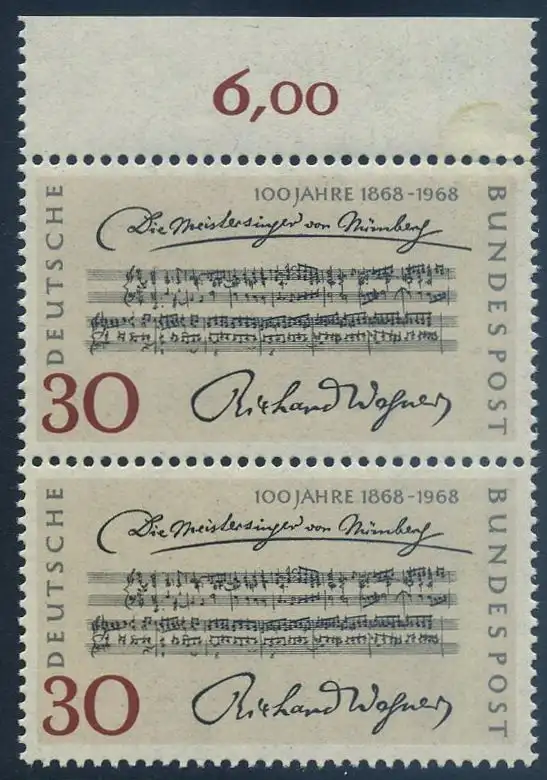 6,00
DEUTSCHE
BUNDESPOST
100 JAHRE 1868-1968
Die Meistersinger von Nürnberg
30
Richard Wagner
DEUTSCHE
BUNDESPOST
100 JAHRE 1868-1968
Die Meistersinger von Nürnberg
30
Richard Wagner